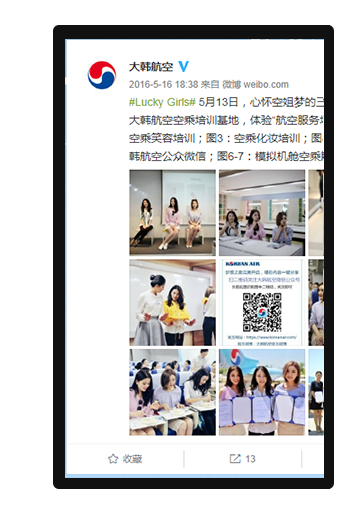 大韩航空
2016-5-16 18:38 来自 微博 weibo.com
#Lucky Girls# 5月13日，心怀空姐梦的三
大韩航空空乘培训基地，体验"航空服务
空乘笑容培训；图3：空乘化妆培训；图
韩航空公众微信；图6-7：模拟机舱空乘
KOREAN AIR
收藏
13